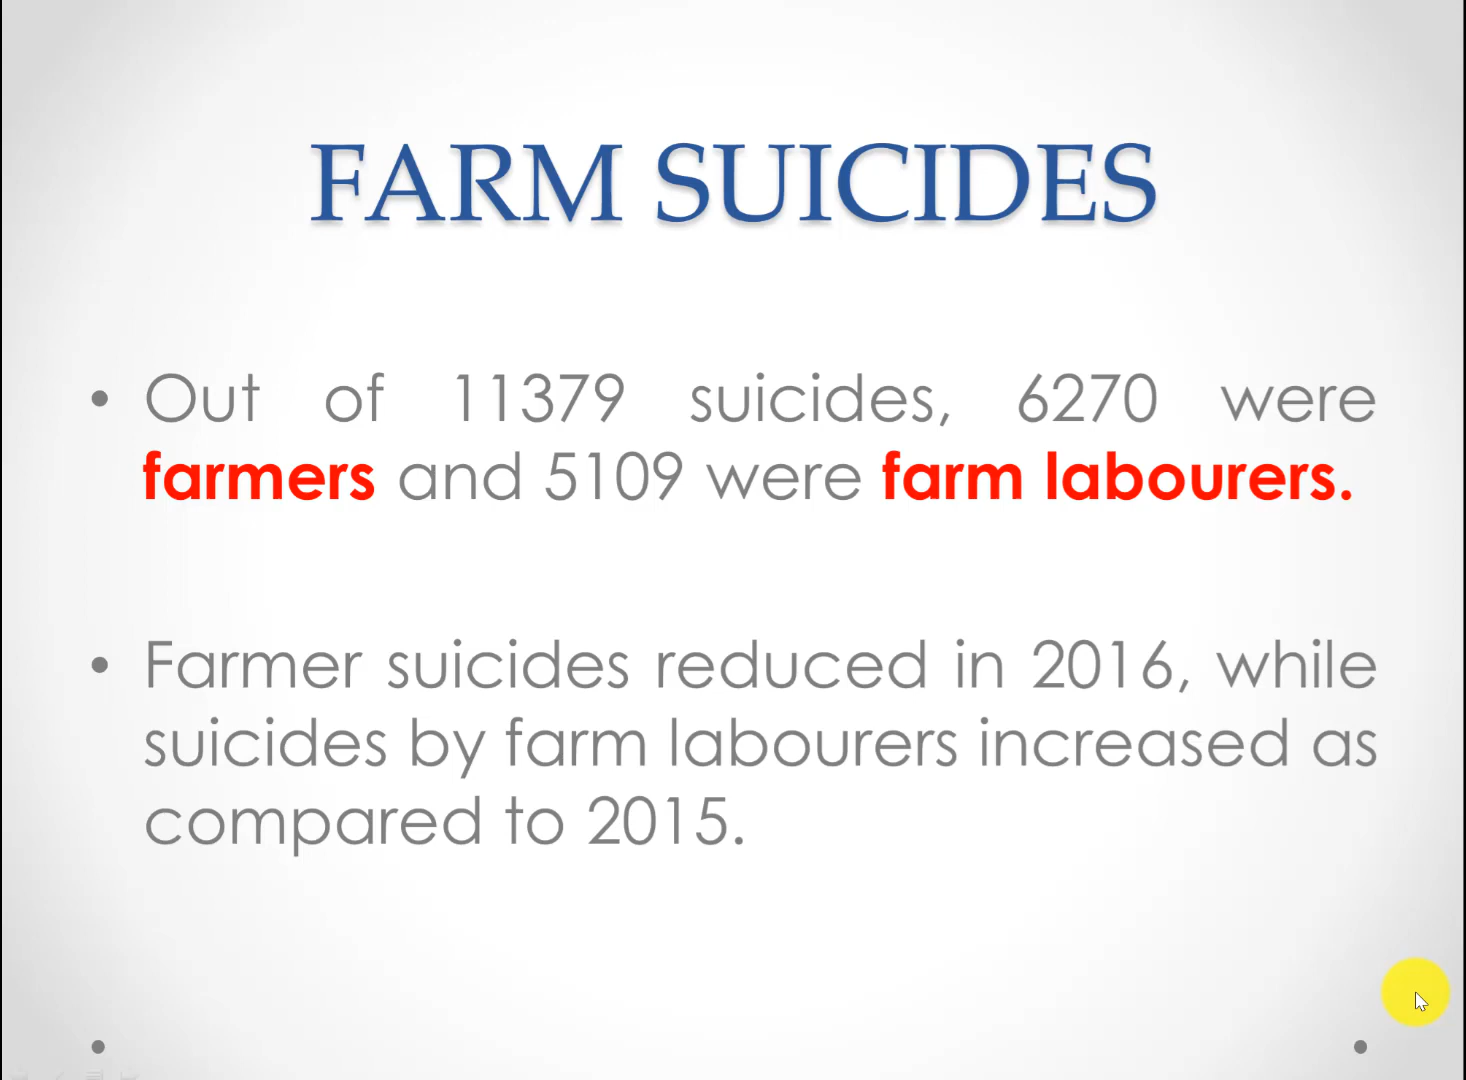 FARM SUICIDES
• Out of 11379 suicides, 6270 were
farmers and 5109 were farm labourers.
• Farmer suicides reduced in 2016, while
suicides by farm labourers increased as
compared to 2015.